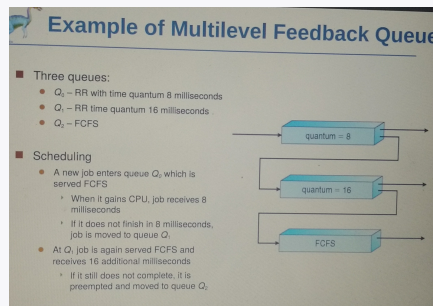 Example of Multilevel Feedback Queue
Three queues:
Q₀ – RR with time quantum 8 milliseconds
Q₁ – RR time quantum 16 milliseconds
Q₂ – FCFS
Scheduling
A new job enters queue Q₀ which is
served FCFS
When it gains CPU, job receives 8
milliseconds
If it does not finish in 8 milliseconds,
job is moved to queue Q₁
At Q₁ job is again served FCFS and
receives 16 additional milliseconds
If it still does not complete, it is
preempted and moved to queue Q₂
quantum = 8
quantum = 16
FCFS